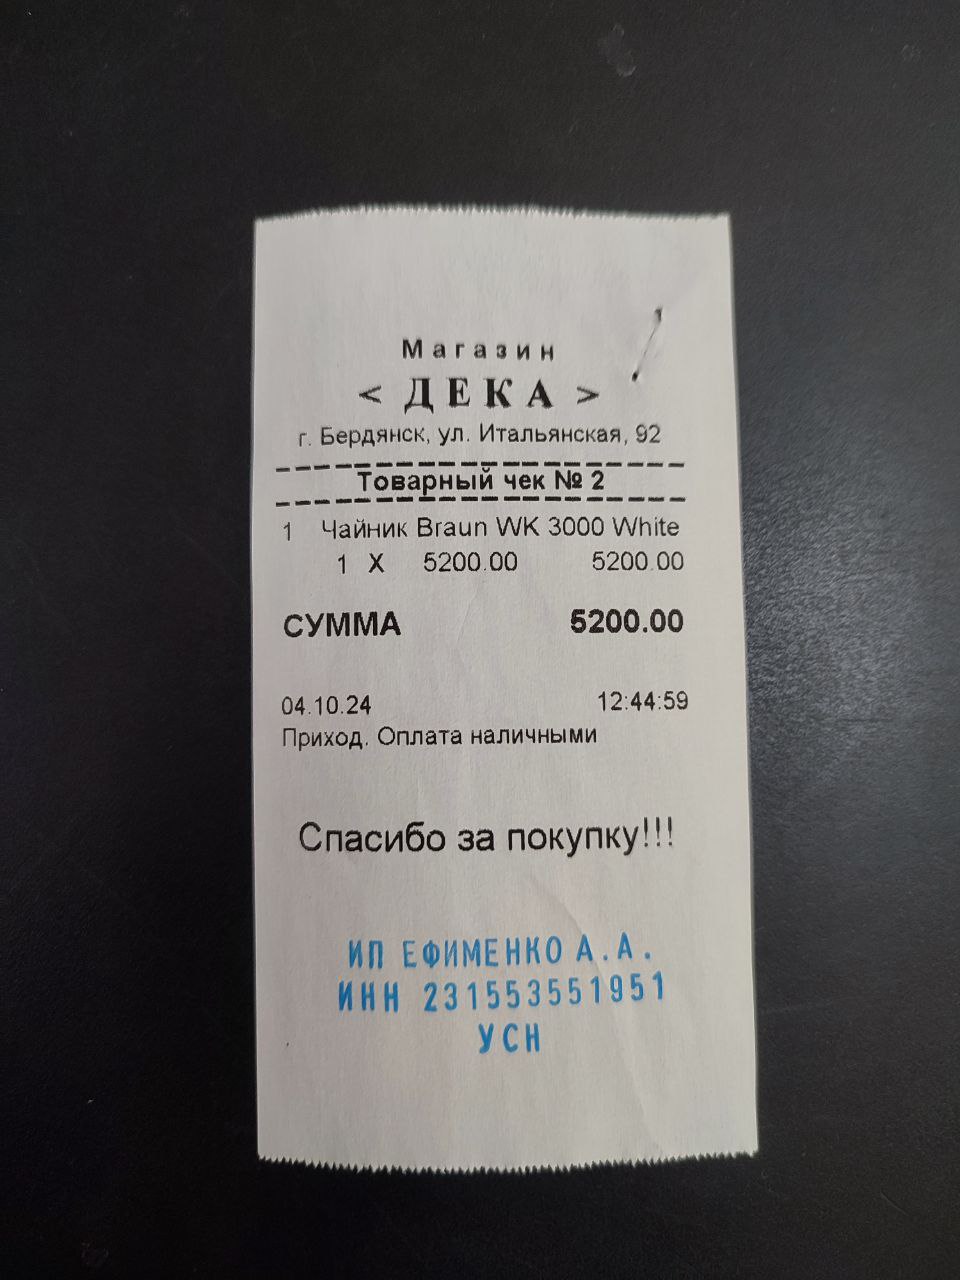 Магазин
< ДЕКА >
г. Бердянск, ул. Итальянская, 92
Товарный чек № 2
1 Чайник Braun WK 3000 White
1 X 5200.00 5200.00
СУММА 5200.00
04.10.24 12:44:59
Приход. Оплата наличными
Спасибо за покупку!!!
ИП ЕФИМЕНКО А.А.
ИНН 231553551951
УСН